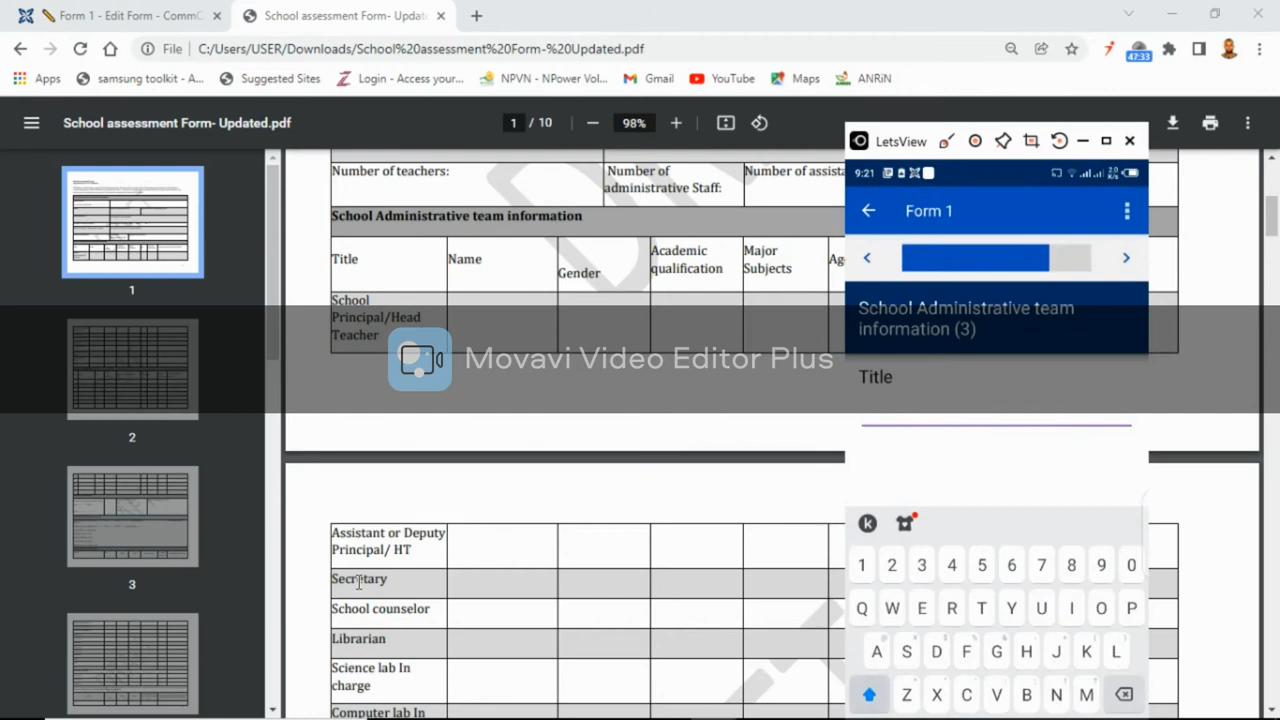 Form 1 - Edit Form - CommC
School assessment Form- Updat
File
C:/Users/USER/Downloads/School%20assessment%20Form-%20Updated.pdf
47:33
Apps
samsung toolkit - A...
Suggested Sites
Login - Access your...
NPVN - NPower Vol...
Gmail
YouTube
Maps
ANRiN
School assessment Form- Updated.pdf
1 / 10
98%
1
2
3
Number of teachers:
Number of administrative Staff:
Number of assista
School Administrative team information
Title
Name
Gender
Academic qualification
Major Subjects
Ag
School Principal/Head Teacher
Movavi Video Editor Plus
Assistant or Deputy Principal/ HT
Secretary
School counselor
Librarian
Science lab In charge
Computer lab In
LetsView
9:21
2.0 K/s
Form 1
School Administrative team
information (3)
Title
1 2 3 4 5 6 7 8 9 0
Q W E R T Y U I O P
A S D F G H J K L
Z X C V B N M